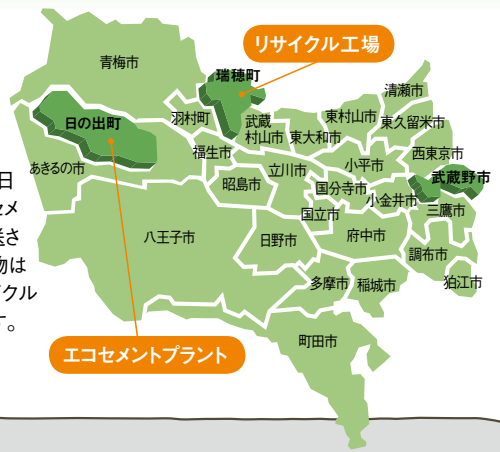 リサイクル工場
青梅市
瑞穂町
清瀬市
羽村町
日の出町
武蔵
村山市
東大和市
東村山市
東久留米市
福生市
西東京市
あきるの市
昭島市
立川市
小平市
国分寺市
武蔵野市
小金井市
三鷹市
国立市
八王子市
日野市
府中市
調布市
多摩市
稲城市
狛江市
町田市
エコセメントプラント
日
セメ
送さ
物は
イクル
す。